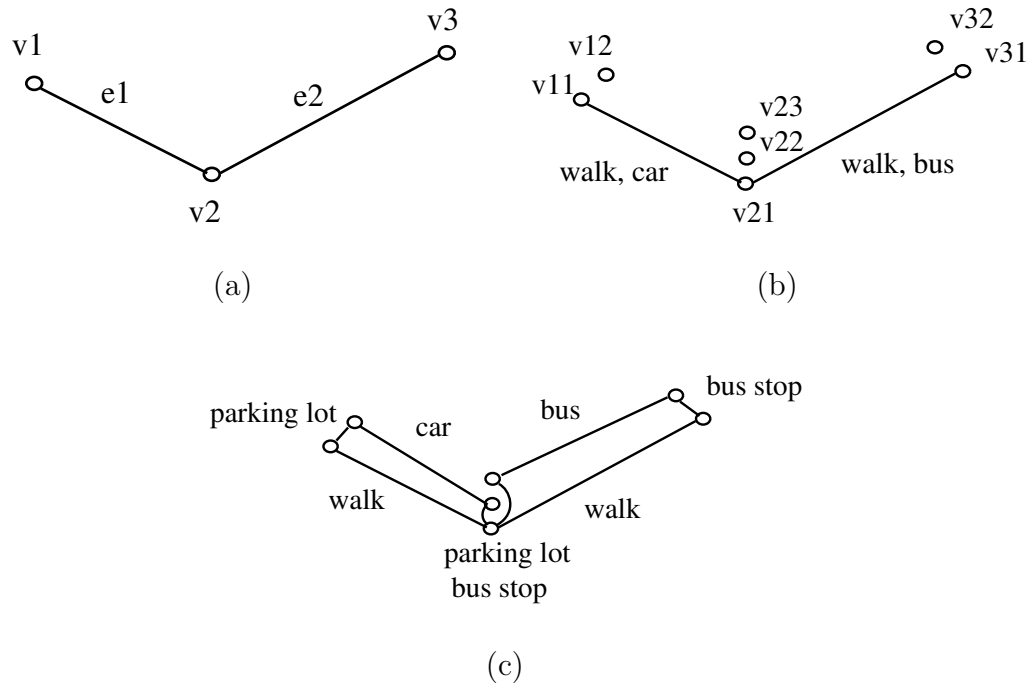 v1
v3
e1
e2
v2
(a)
v32
v12
v31
v11
v23
v22
walk, car
walk, bus
v21
(b)
bus stop
parking lot
bus
car
walk
walk
parking lot
bus stop
(c)